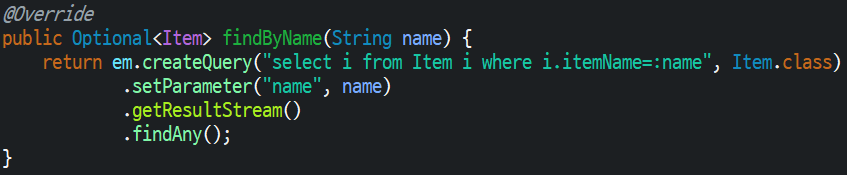 @Override
public Optional<Item> findByName(String name) {
    return em.createQuery("select i from Item i where i.itemName=:name", Item.class)
            .setParameter("name", name)
            .getResultStream()
            .findAny();
}